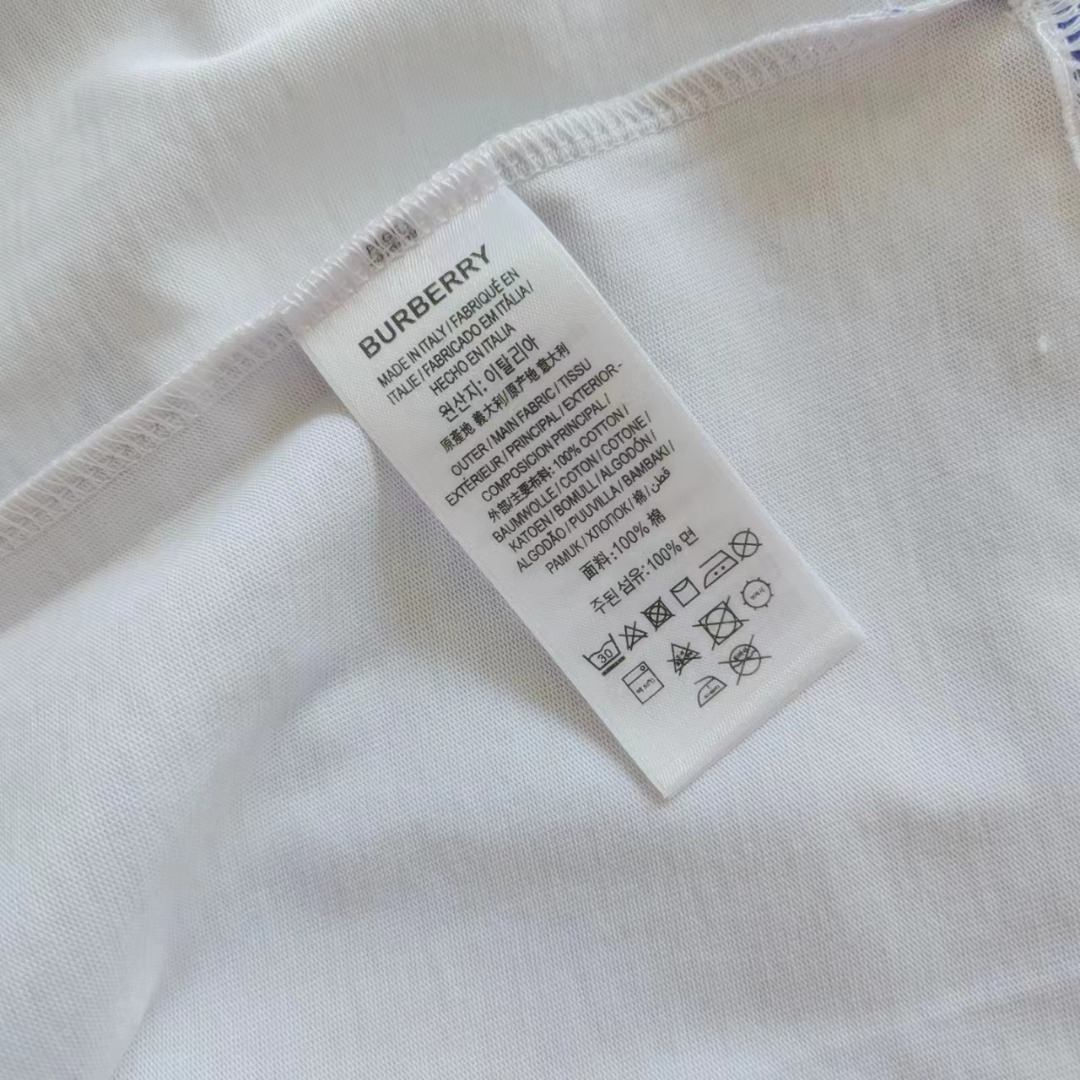 BURBERRY
MADE IN ITALY / FABRIQUÉ EN
ITALIE / FABRICADO EM ITÁLIA /
HECHO EN ITALIA
원산지: 이탈리아
原產地 義大利/原产地 意大利
OUTER / MAIN FABRIC / TISSU
EXTÉRIEUR / PRINCIPAL / EXTERIOR -
COMPOSICION PRINCIPAL /
外部/主要布料: 100% COTTON /
BAUMWOLLE / COTON / COTONE /
KATOEN / BOMULL / ALGODÓN /
ALGODÃO / PUUVILLA / BAMBAKI /
PAMUK / ХЛОПОК / 棉 / قطن
面料:100% 棉
주된 섬유: 100% 면
30